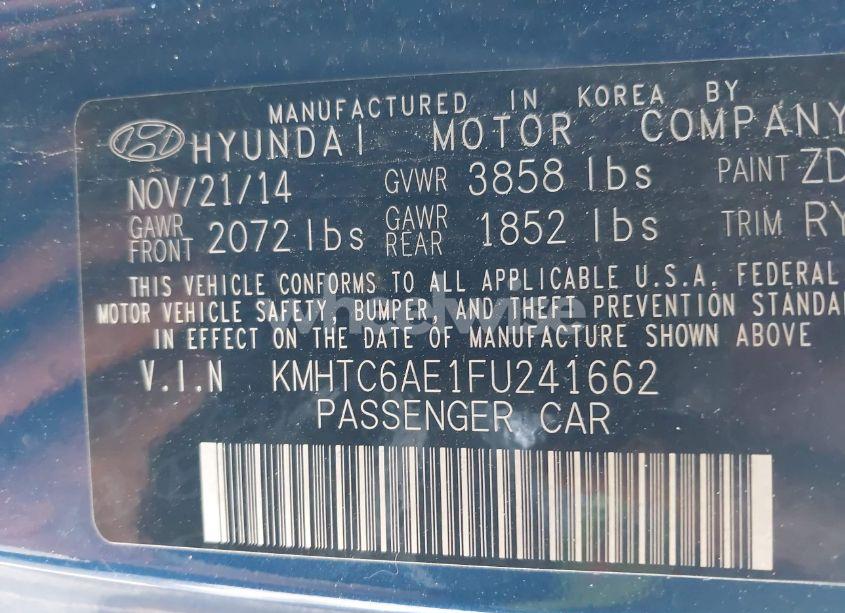 MANUFACTURED IN KOREA BY
HYUNDAI MOTOR COMPANY
NOV/21/14 GVWR 3858 lbs PAINT ZD
GAWR FRONT 2072 lbs GAWR REAR 1852 lbs TRIM RY
THIS VEHICLE CONFORMS TO ALL APPLICABLE U.S.A. FEDERAL
MOTOR VEHICLE SAFETY, BUMPER, AND THEFT PREVENTION STANDA
IN EFFECT ON THE DATE OF MANUFACTURE SHOWN ABOVE
wheelwise
V.I.N KMHTC6AE1FU241662
PASSENGER CAR